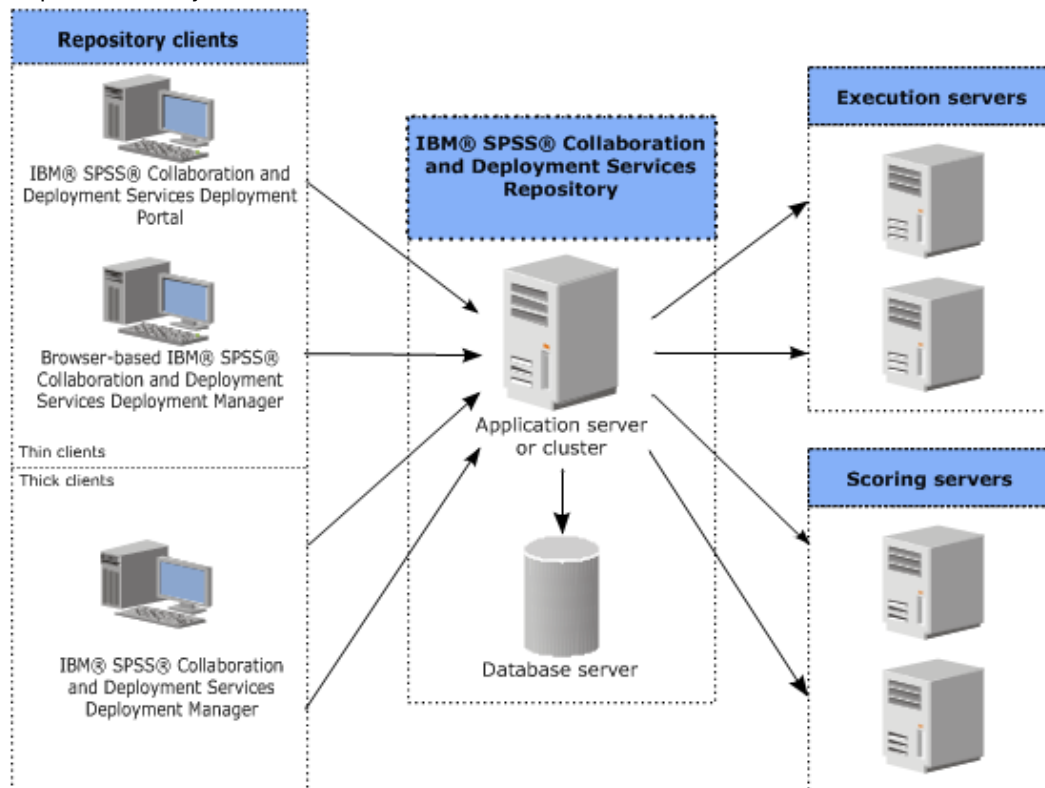 Repository clients
IBM® SPSS® Collaboration and
Deployment Services Deployment
Portal
Browser-based IBM® SPSS®
Collaboration and Deployment
Services Deployment Manager
Thin clients
Thick clients
IBM® SPSS® Collaboration
and Deployment Services
Deployment Manager
IBM® SPSS® Collaboration
and Deployment Services
Repository
Application server
or cluster
Database server
Execution servers
Scoring servers